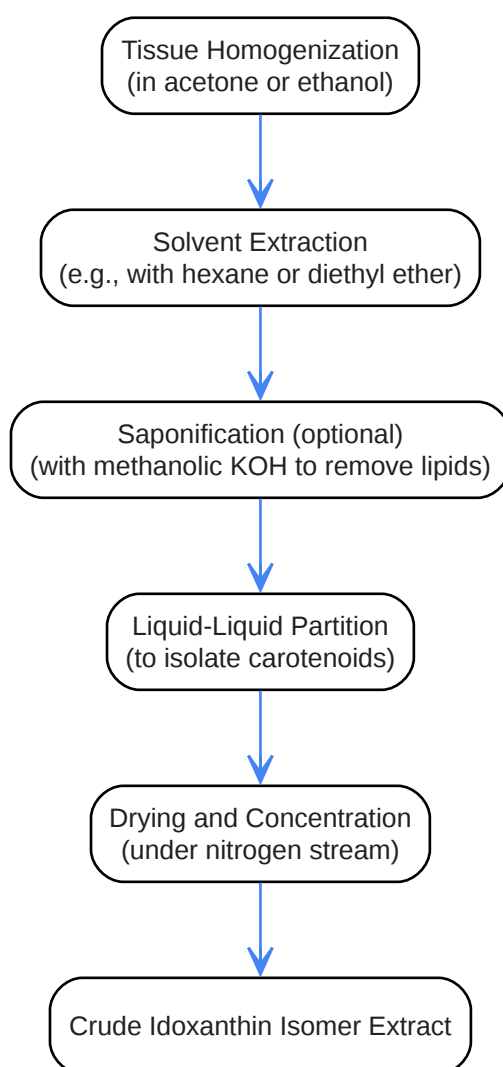 Tissue Homogenization
(in acetone or ethanol)
Solvent Extraction
(e.g., with hexane or diethyl ether)
Saponification (optional)
(with methanolic KOH to remove lipids)
Liquid-Liquid Partition
(to isolate carotenoids)
Drying and Concentration
(under nitrogen stream)
Crude Idoxanthin Isomer Extract